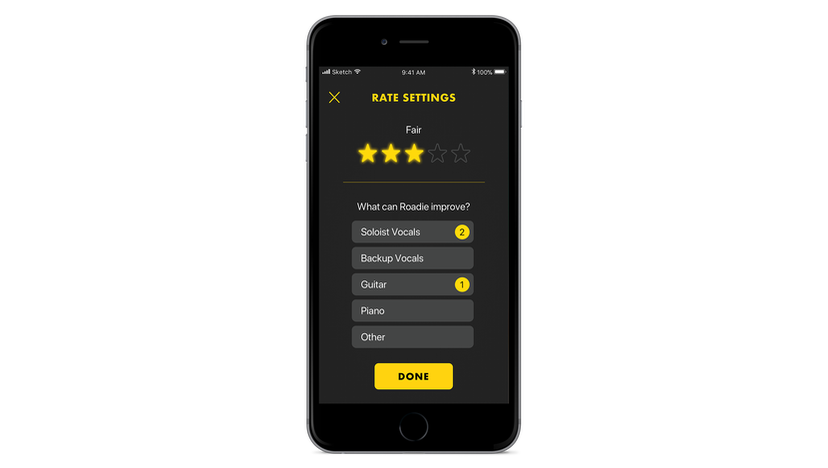 Sketch 9:41 AM 100%
RATE SETTINGS
Fair
What can Roadie improve?
Soloist Vocals 2
Backup Vocals
Guitar 1
Piano
Other
DONE